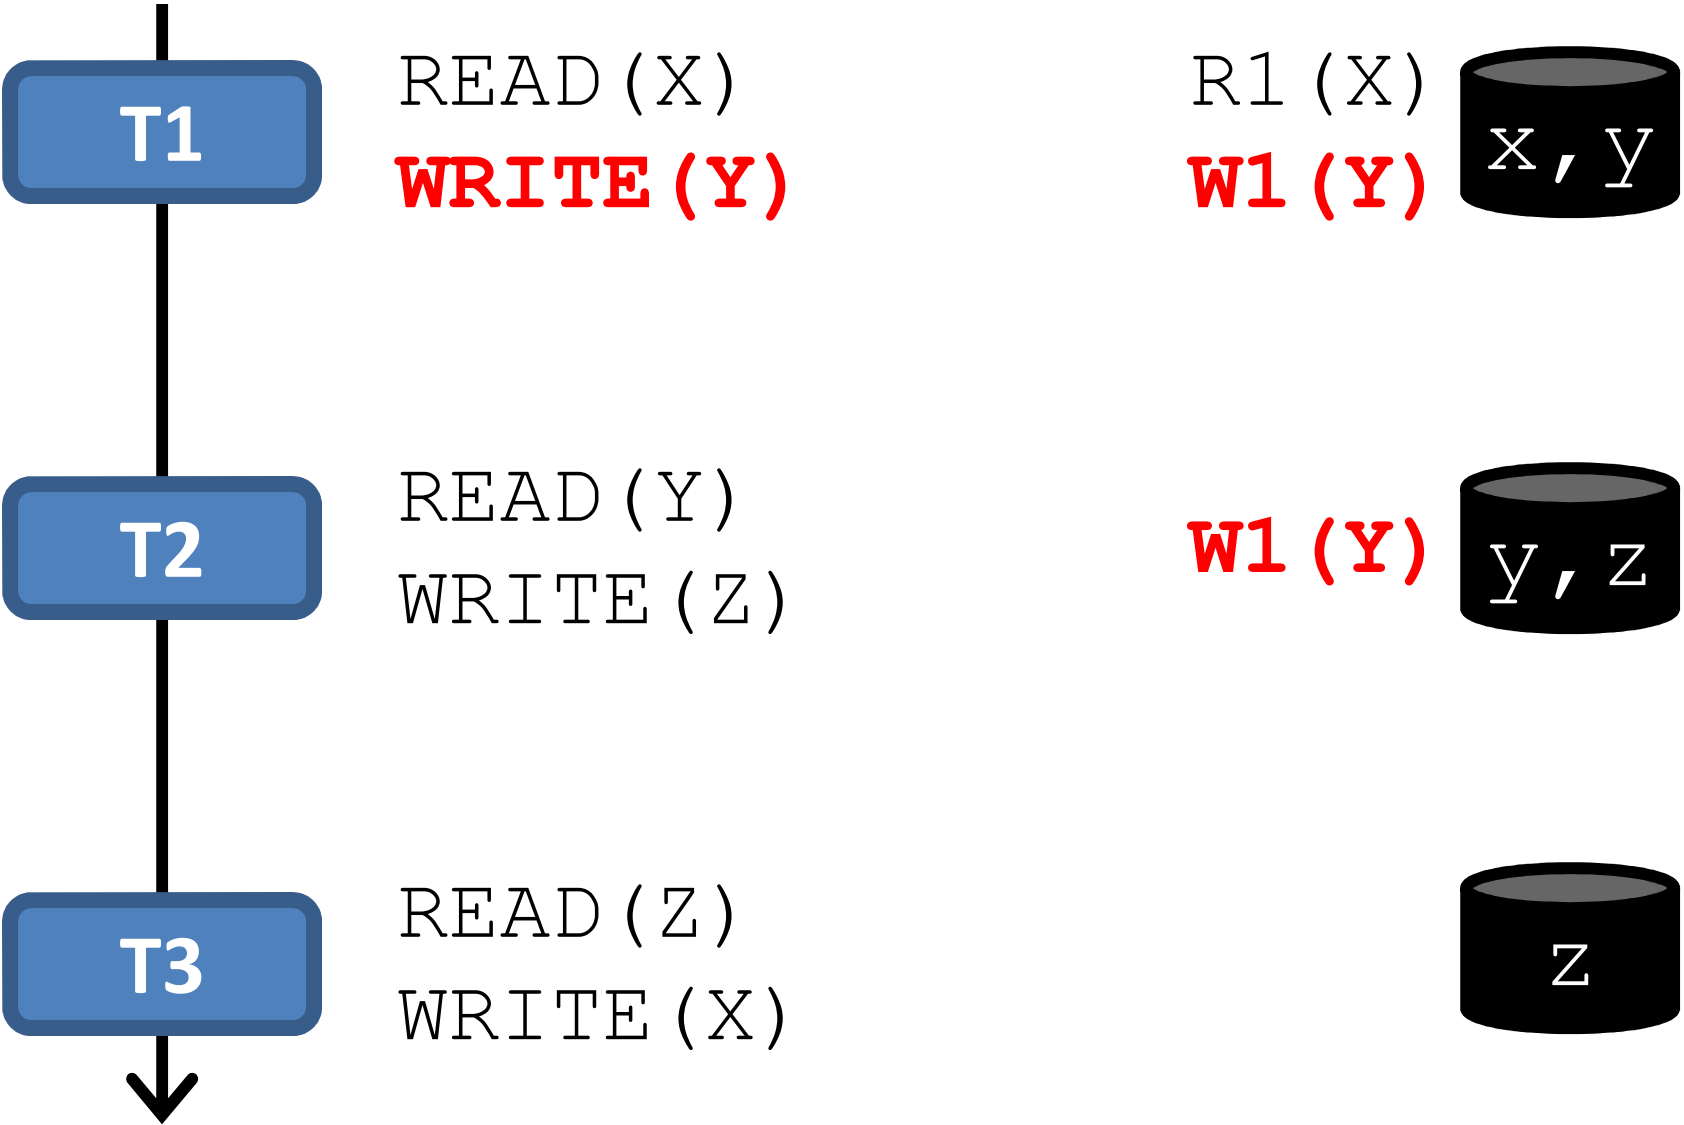 T1
READ(X)
WRITE(Y)
R1(X)
W1(Y)
x,y
T2
READ(Y)
WRITE(Z)
W1(Y)
y,z
T3
READ(Z)
WRITE(X)
z